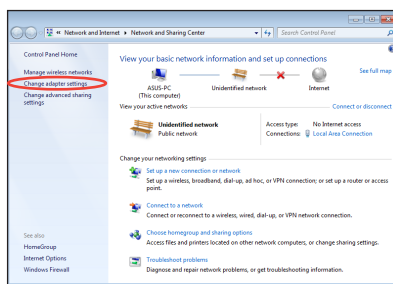 « Network and Internet ▸ Network and Sharing Center
Search Control Panel
Control Panel Home
Manage wireless networks
Change adapter settings
Change advanced sharing
settings
View your basic network information and set up connections
See full map
ASUS-PC
(This computer)
Unidentified network
Internet
View your active networks
Connect or disconnect
Unidentified network
Public network
Access type: No Internet access
Connections: Local Area Connection
Change your networking settings
Set up a new connection or network
Set up a wireless, broadband, dial-up, ad hoc, or VPN connection; or set up a router or access
point.
Connect to a network
Connect or reconnect to a wireless, wired, dial-up, or VPN network connection.
Choose homegroup and sharing options
Access files and printers located on other network computers, or change sharing settings.
Troubleshoot problems
Diagnose and repair network problems, or get troubleshooting information.
See also
HomeGroup
Internet Options
Windows Firewall